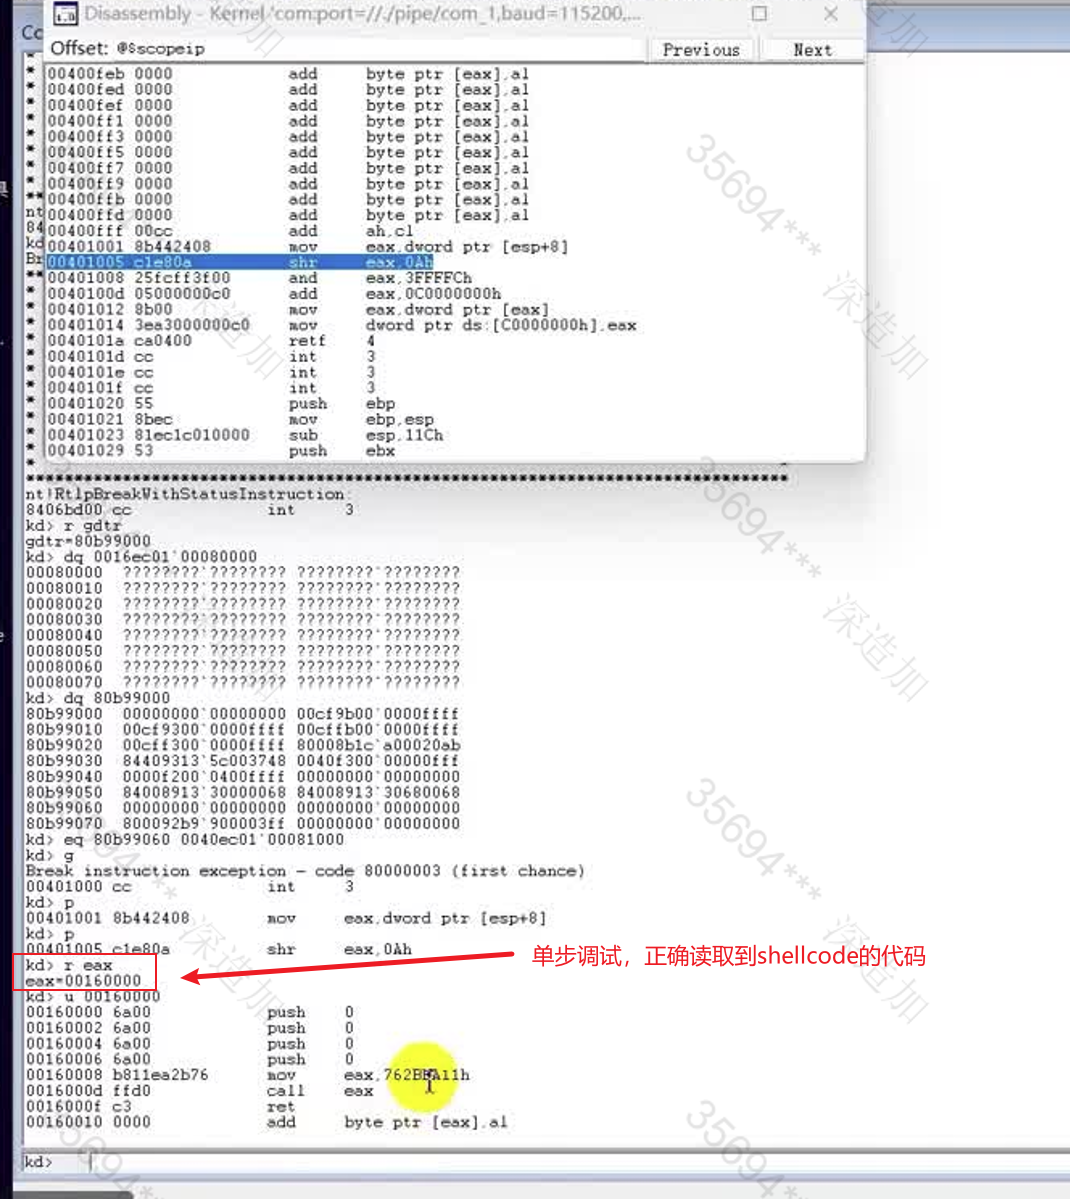 Disassembly - Kernel 'com:port=//./pipe/com_1,baud=115200,...
Offset: @$scopeip Previous Next
00400feb 0000 add byte ptr [eax],al
00400fed 0000 add byte ptr [eax],al
00400fef 0000 add byte ptr [eax],al
00400ff1 0000 add byte ptr [eax],al
00400ff3 0000 add byte ptr [eax],al
00400ff5 0000 add byte ptr [eax],al
00400ff7 0000 add byte ptr [eax],al
00400ff9 0000 add byte ptr [eax],al
00400ffb 0000 add byte ptr [eax],al
00400ffd 0000 add byte ptr [eax],al
00400fff 00cc add ah,cl
00401001 8b442408 mov eax,dword ptr [esp+8]
00401005 c1e80a shr eax,0Ah
00401008 25fcff3f00 and eax,3FFFFCh
0040100d 05000000c0 add eax,0C0000000h
00401012 8b00 mov eax,dword ptr [eax]
00401014 3ea3000000c0 mov dword ptr ds:[C0000000h],eax
0040101a ca0400 retf 4
0040101d cc int 3
0040101e cc int 3
0040101f cc int 3
00401020 55 push ebp
00401021 8bec mov ebp,esp
00401023 81ec1c010000 sub esp,11Ch
00401029 53 push ebx
nt!RtlpBreakWithStatusInstruction:
8406bd00 cc int 3
kd> r gdtr
gdtr=80b99000
kd> dq 0016ec01`00080000
00080000 ????????`???????? ????????`????????
00080010 ????????`???????? ????????`????????
00080020 ????????`???????? ????????`????????
00080030 ????????`???????? ????????`????????
00080040 ????????`???????? ????????`????????
00080050 ????????`???????? ????????`????????
00080060 ????????`???????? ????????`????????
00080070 ????????`???????? ????????`????????
kd> dq 80b99000
80b99000 00000000`00000000 00cf9b00`0000ffff
80b99010 00cf9300`0000ffff 00cffb00`0000ffff
80b99020 00cff300`0000ffff 80008b1c`a00020ab
80b99030 84409313`5c003748 0040f300`00000fff
80b99040 0000f200`0400ffff 00000000`00000000
80b99050 84008913`30000068 84008913`30680068
80b99060 00000000`00000000 00000000`00000000
80b99070 800092b9`900003ff 00000000`00000000
kd> eq 80b99060 0040ec01`00081000
kd> g
Break instruction exception - code 80000003 (first chance)
00401000 cc int 3
kd> p
00401001 8b442408 mov eax,dword ptr [esp+8]
kd> p
00401005 c1e80a shr eax,0Ah
kd> r eax
eax=00160000
单步调试，正确读取到shellcode的代码
kd> u 00160000
00160000 6a00 push 0
00160002 6a00 push 0
00160004 6a00 push 0
00160006 6a00 push 0
00160008 b811ea2b76 mov eax,762BEA11h
0016000d ffd0 call eax
0016000f c3 ret
00160010 0000 add byte ptr [eax],al
kd>
35694***
深造加